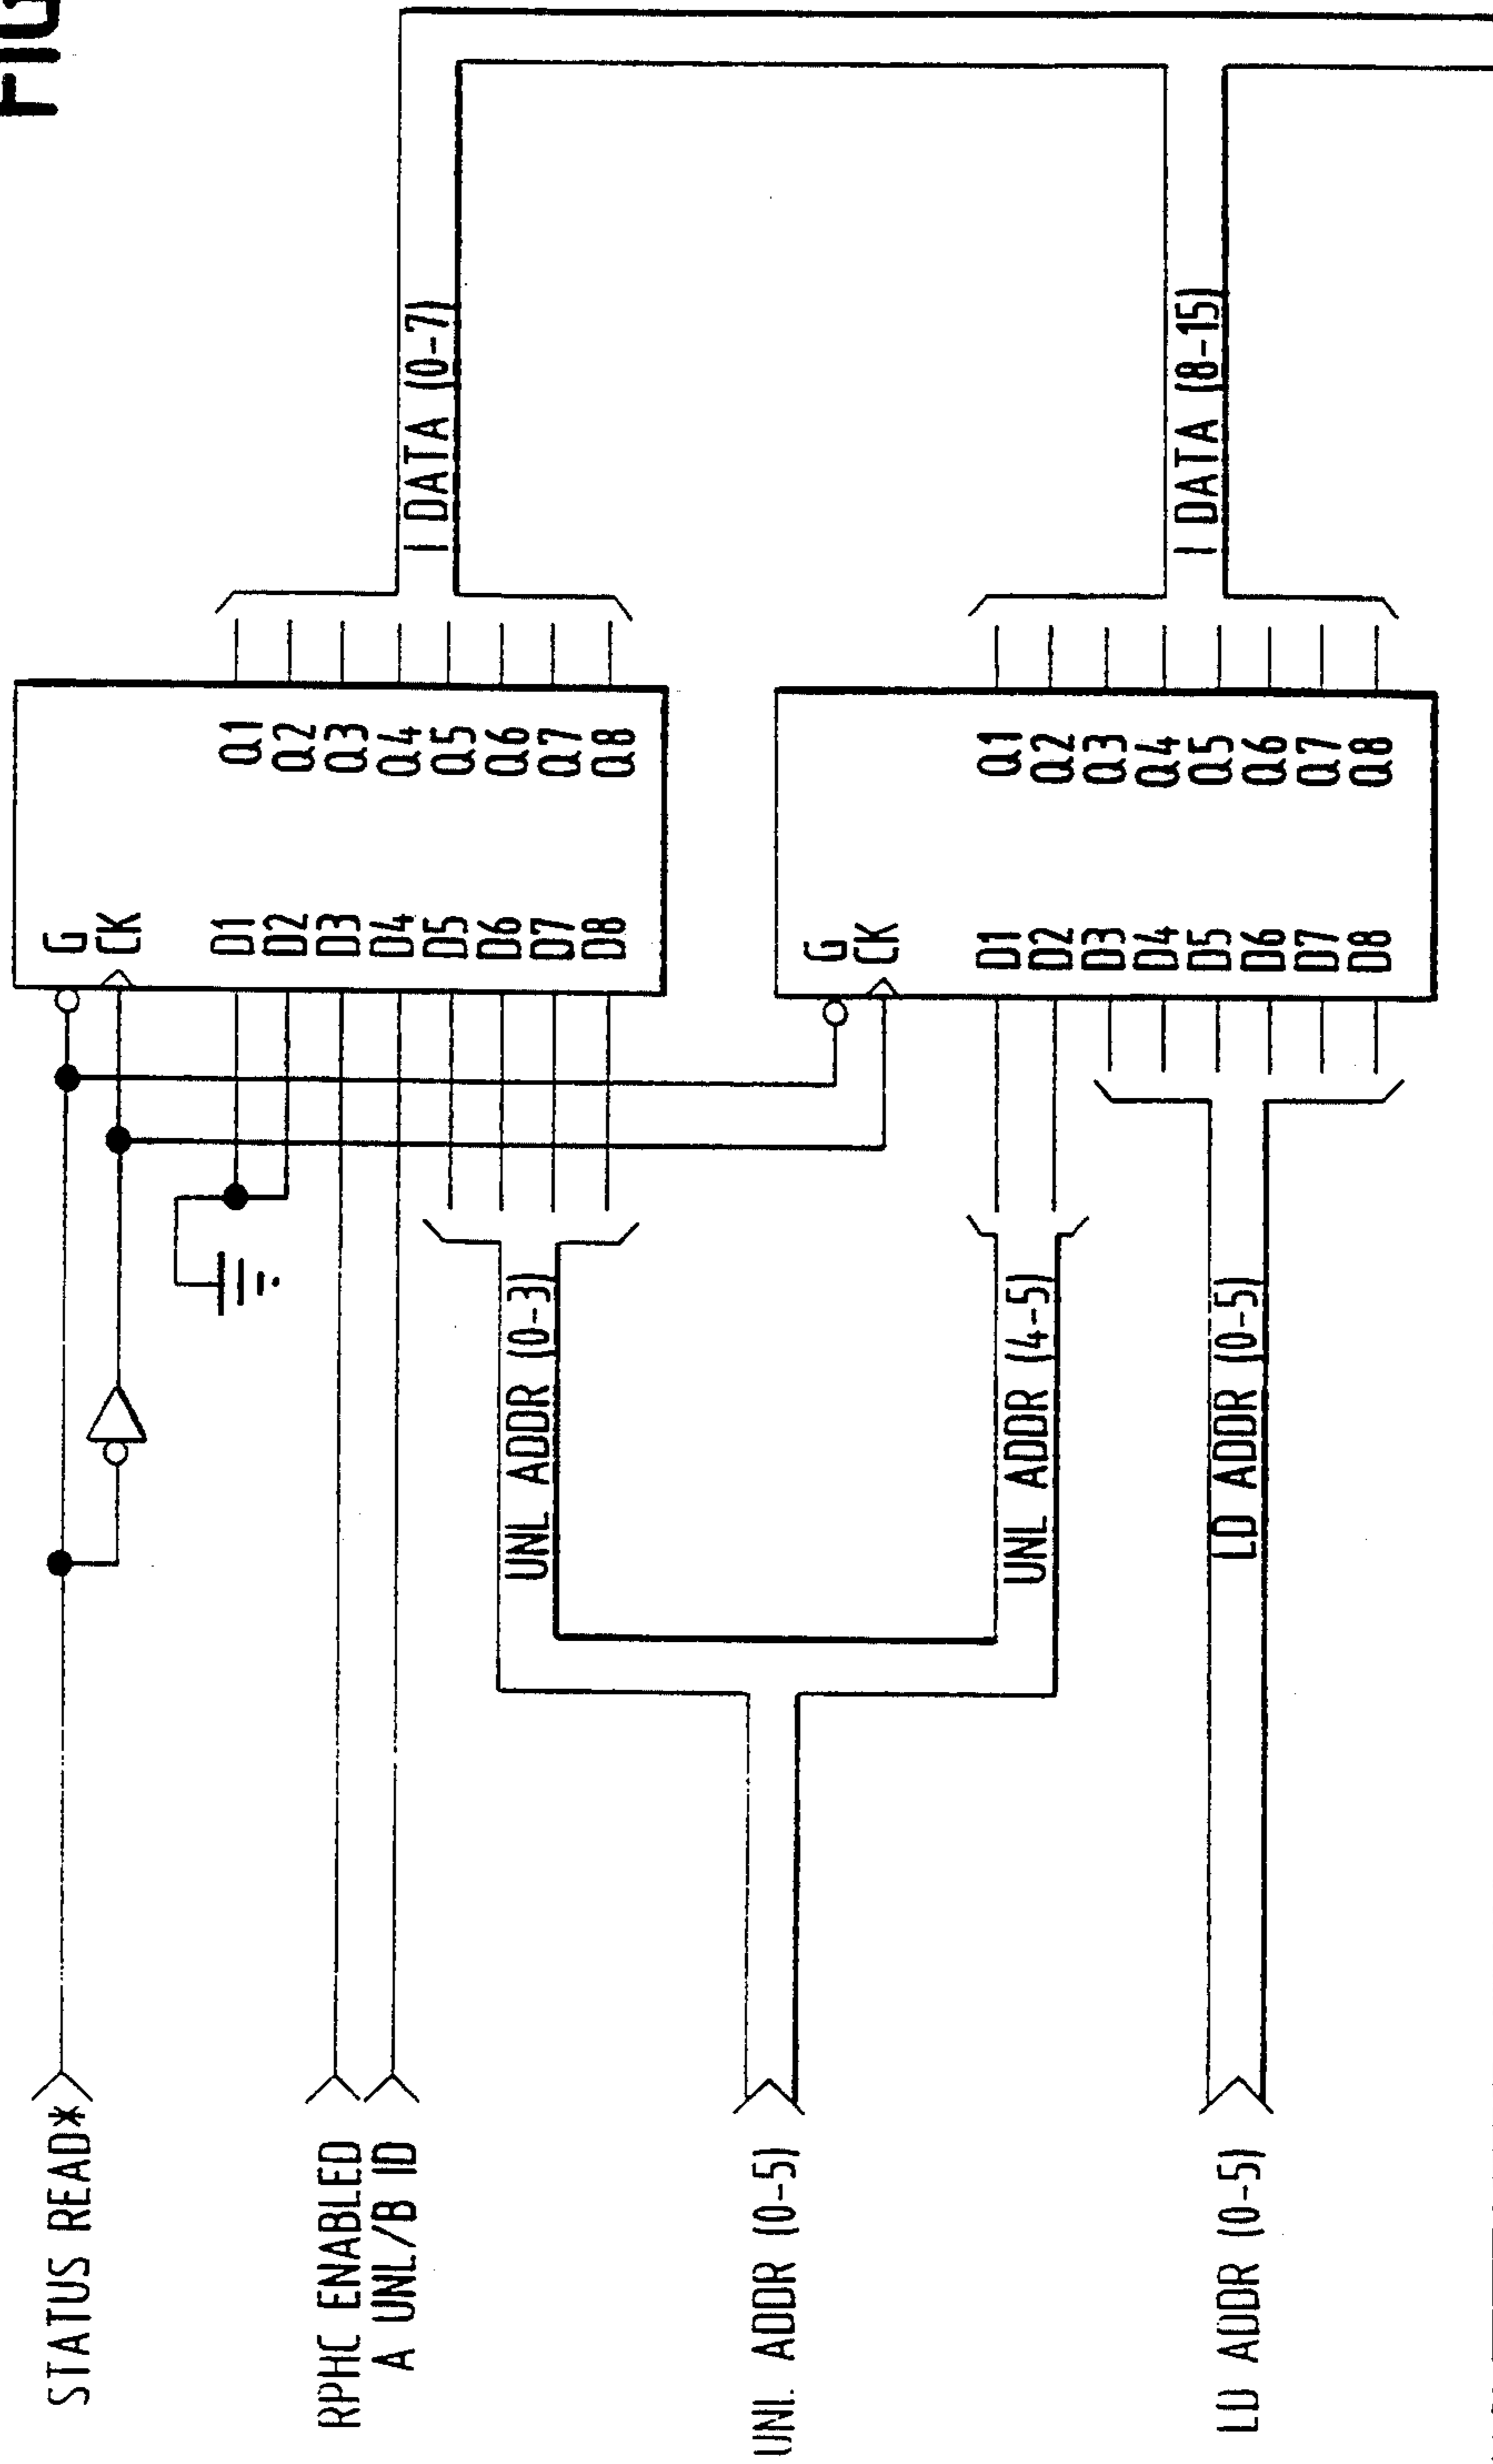 FIG
STATUS READ*
RPHC ENABLED
A UNL/B ID
UNL ADDR (0-5)
LD ADDR (0-5)
UNL ADDR (0-3)
UNL ADDR (4-5)
LD ADDR (0-5)
G
CK
D1
D2
D3
D4
D5
D6
D7
D8
Q1
Q2
Q3
Q4
Q5
Q6
Q7
Q8
I DATA (0-7)
G
CK
D1
D2
D3
D4
D5
D6
D7
D8
Q1
Q2
Q3
Q4
Q5
Q6
Q7
Q8
I DATA (8-15)